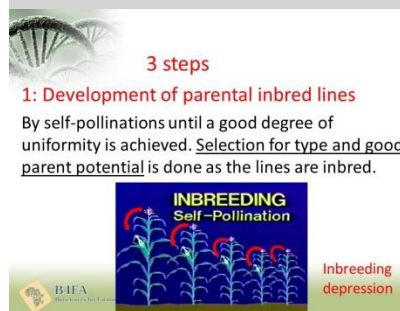 3 steps
1: Development of parental inbred lines
By self-pollinations until a good degree of
uniformity is achieved. Selection for type and good
parent potential is done as the lines are inbred.
INBREEDING
Self-Pollination
Inbreeding
depression
B4FA